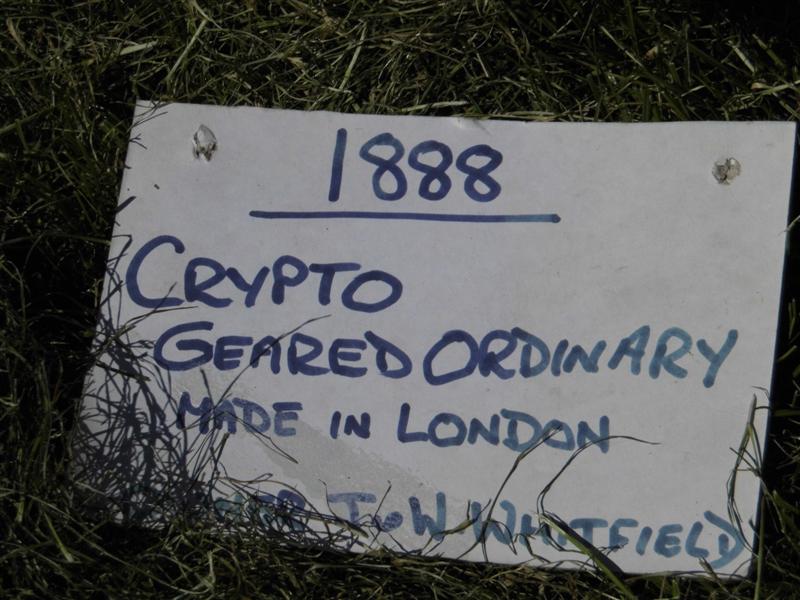 1888
CRYPTO
GEARED ORDINARY
MADE IN LONDON
WHITFIELD